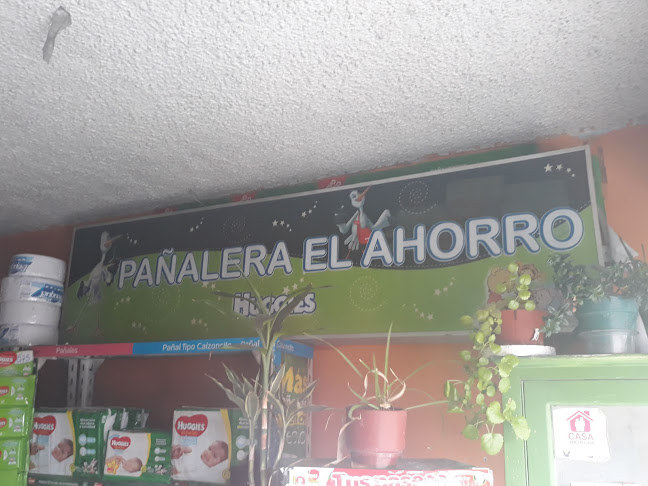 PAÑALERA EL AHORRO
HUGGIES
Pañales
Pañal Tipo Calzoncito
HUGGIES
HUGGIES
HUGGIES
CASA